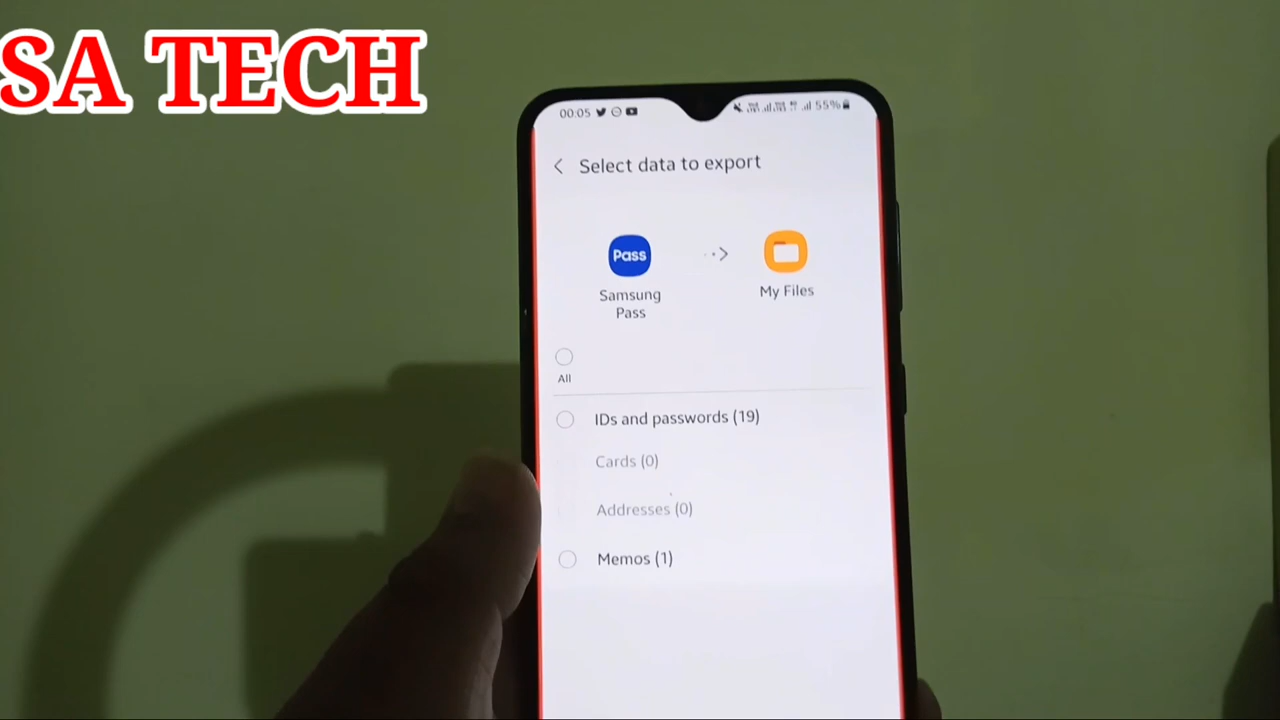 SA TECH
00:05
55%
Select data to export
Pass
Samsung
Pass
My Files
All
IDs and passwords (19)
Cards (0)
Addresses (0)
Memos (1)